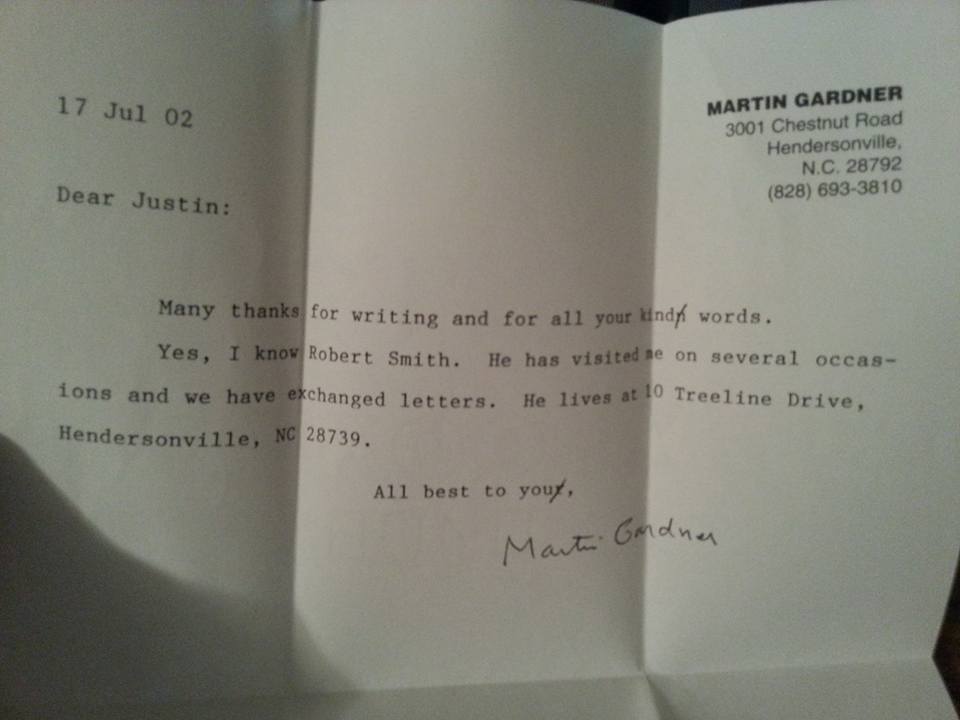 17 Jul 02
MARTIN GARDNER
3001 Chestnut Road
Hendersonville,
N.C. 28792
(828) 693-3810
Dear Justin:
Many thanks for writing and for all your kind words.
Yes, I know Robert Smith. He has visited me on several occas-
ions and we have exchanged letters. He lives at 10 Treeline Drive,
Hendersonville, NC 28739.
All best to you,
Martin Gardner